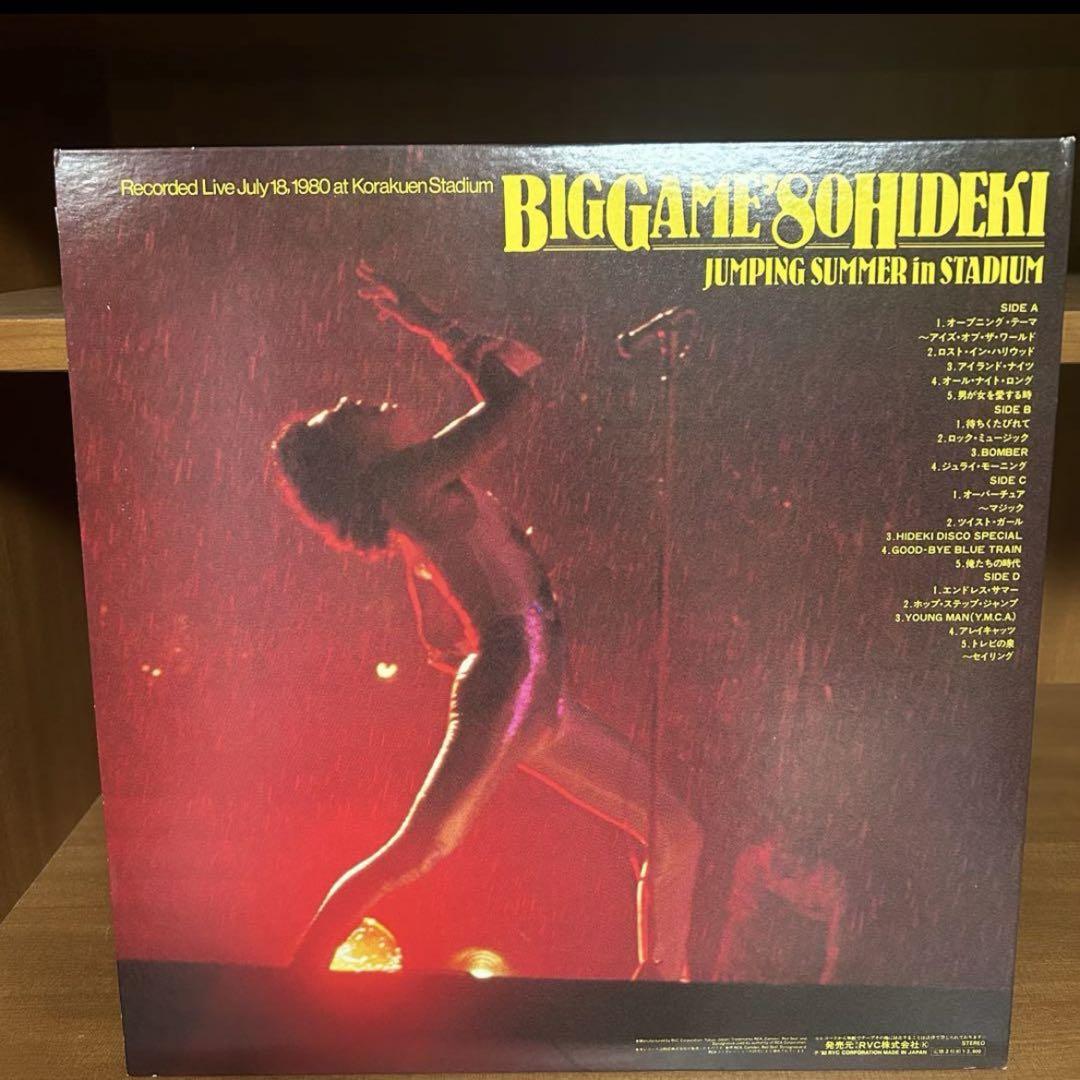 Recorded Live July 18, 1980 at Korakuen Stadium
BIG GAME '80 HIDEKI
JUMPING SUMMER in STADIUM
SIDE A
1.オープニング・テーマ
〜アイズ・オブ・ザ・ワールド
2.ロスト・イン・ハリウッド
3.アイランド・ナイツ
4.オール・ナイト・ロング
5.男が女を愛する時
SIDE B
1.待ちくたびれて
2.ロック・ミュージック
3.BOMBER
4.ジュライ・モーニング
SIDE C
1.オーバーチュア
〜マジック
2.ツイスト・ガール
3.HIDEKI DISCO SPECIAL
4.GOOD-BYE BLUE TRAIN
5.俺たちの時代
SIDE D
1.エンドレス・サマー
2.ホップ・ステップ・ジャンプ
3.YOUNG MAN(Y.M.C.A)
4.アレイキャッツ
5.トレビの泉
〜セイリング
発売元:RVC株式会社 K
STEREO
RVC CORPORATION MADE IN JAPAN